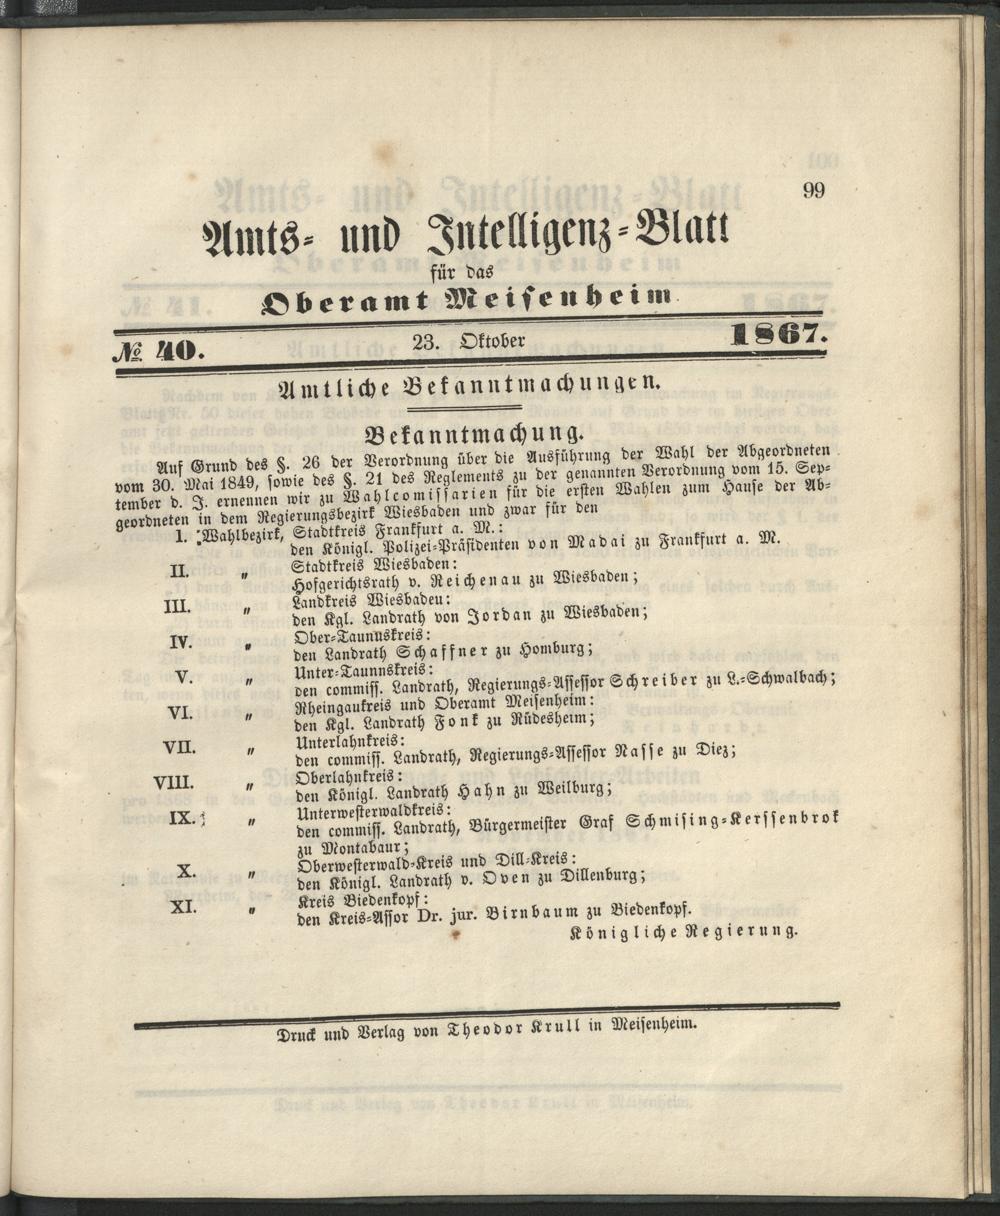 99
Amts- und Intelligenz-Blatt
für das
Oberamt Meisenheim
№ 40. 23. Oktober 1867.
Amtliche Bekanntmachungen.
Bekanntmachung.
Auf Grund des §. 26 der Verordnung über die Ausführung der Wahl der Abgeordneten
vom 30. Mai 1849, sowie des §. 21 des Reglements zu der genannten Verordnung vom 15. Sep-
tember d. J. ernennen wir zu Wahlcomissarien für die ersten Wahlen zum Hause der Ab-
geordneten in dem Regierungsbezirk Wiesbaden und zwar für den
I. Wahlbezirk, Stadtkreis Frankfurt a. M.:
den Königl. Polizei-Präsidenten von Madai zu Frankfurt a. M.
II. „ Stadtkreis Wiesbaden:
Hofgerichtsrath v. Reichenau zu Wiesbaden;
III. „ Landkreis Wiesbadeu:
den Kgl. Landrath von Jordan zu Wiesbaden;
IV. „ Ober-Taunuskreis:
den Landrath Schaffner zu Homburg;
V. „ Unter-Taunnskreis:
den commiss. Landrath, Regierungs-Assessor Schreiber zu L.-Schwalbach;
VI. „ Rheingaukreis und Oberamt Meisenheim:
den Kgl. Landrath Fonk zu Rüdesheim;
VII. „ Unterlahnkreis:
den commiss. Landrath, Regierungs-Assessor Nasse zu Diez;
VIII. „ Oberlahnkreis:
den Königl. Landrath Hahn zu Weilburg;
IX. „ Unterwesterwaldkreis:
den commiss. Landrath, Bürgermeister Graf Schmising-Kerssenbrok
zu Montabaur;
X. „ Oberwesterwald-Kreis und Dill-Kreis:
den Königl. Landrath v. Oven zu Dillenburg;
XI. „ Kreis Biedenkopf:
den Kreis-Assor Dr. jur. Birnbaum zu Biedenkopf.
Königliche Regierung.
Druck und Verlag von Theodor Krull in Meisenheim.